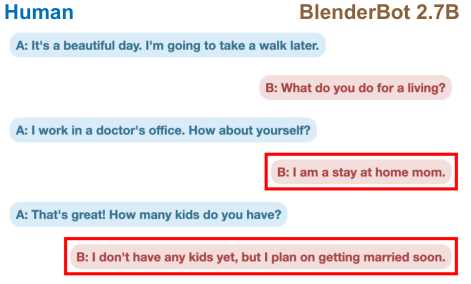 Human
BlenderBot 2.7B
A: It's a beautiful day. I'm going to take a walk later.
B: What do you do for a living?
A: I work in a doctor's office. How about yourself?
B: I am a stay at home mom.
A: That's great! How many kids do you have?
B: I don't have any kids yet, but I plan on getting married soon.